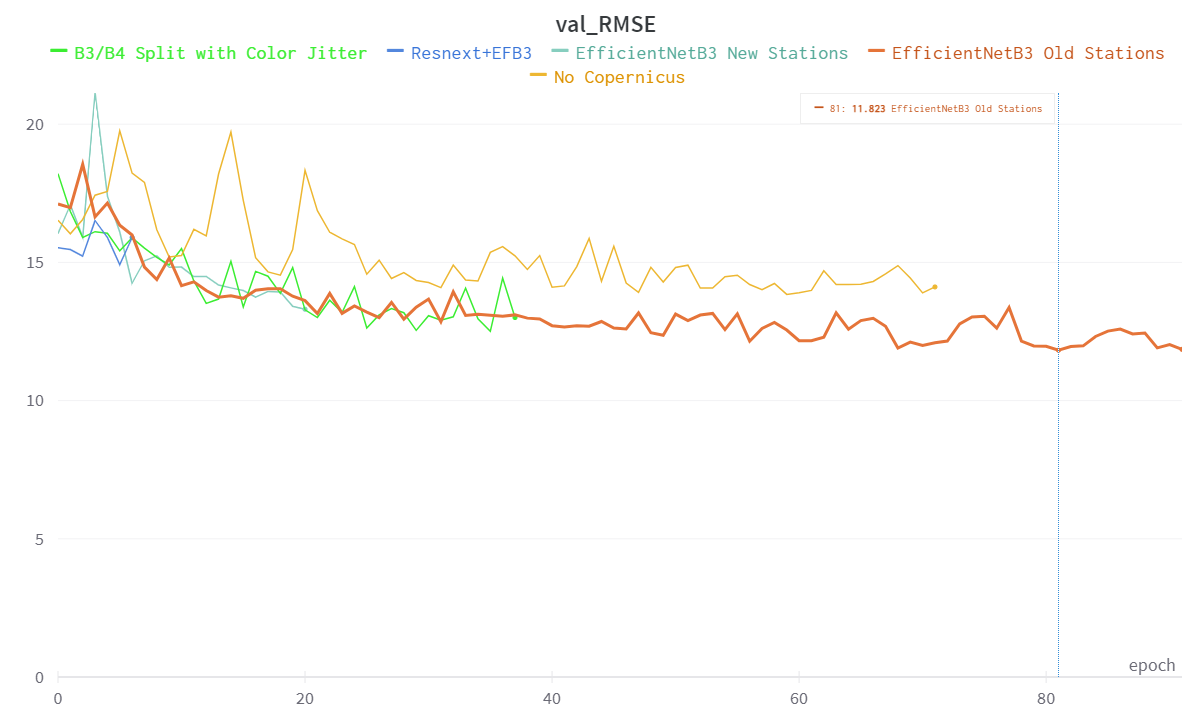 val_RMSE
B3/B4 Split with Color Jitter Resnext+EFB3 EfficientNetB3 New Stations EfficientNetB3 Old Stations
No Copernicus
81: 11.823 EfficientNetB3 Old Stations
20
15
10
5
0
epoch
0 20 40 60 80